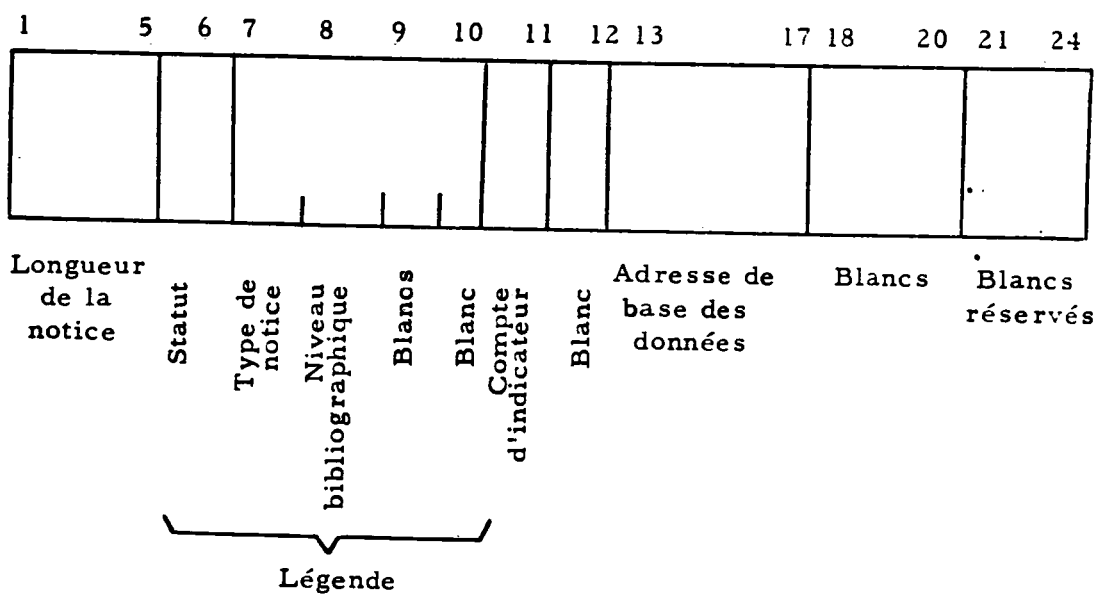 1 5 6 7 8 9 10 11 12 13 17 18 20 21 24
Longueur
de la
notice
Statut
Type de
notice
Niveau
bibliographique
Blanos
Blanc
Compte
d'indicateur
Blanc
Adresse de
base des
données
Blancs
Blancs
réservés
Légende